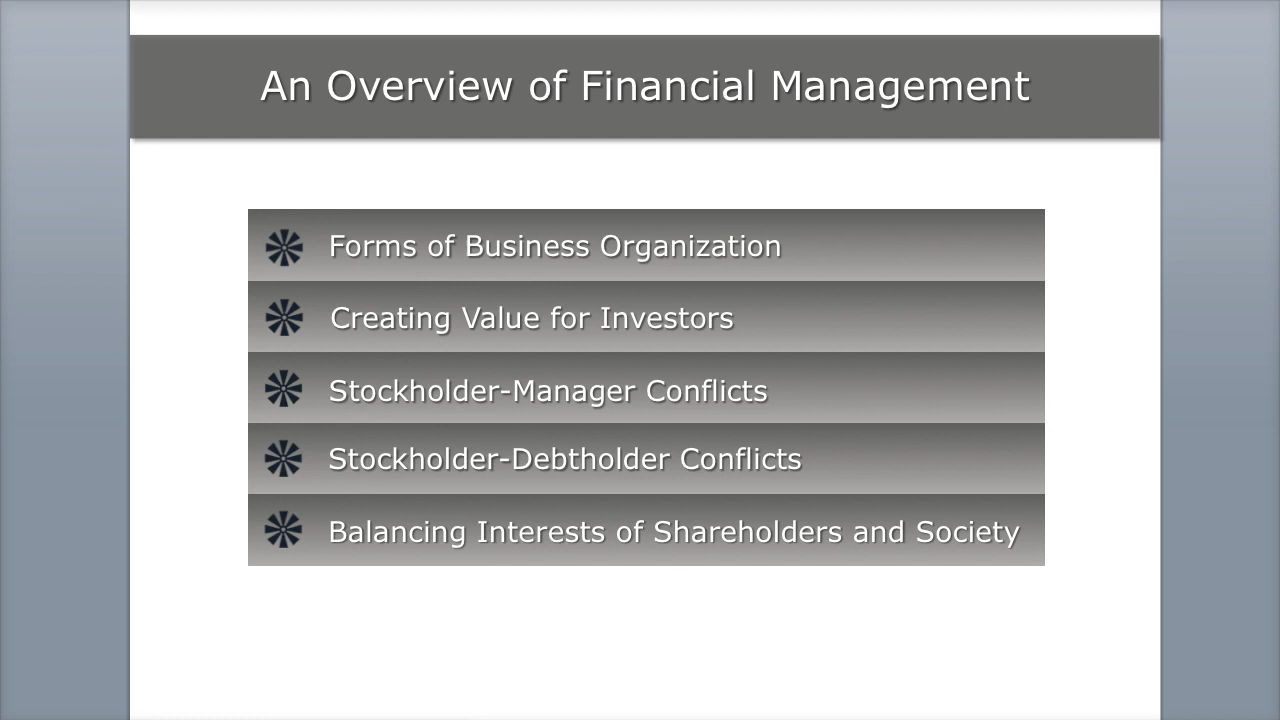 An Overview of Financial Management
Forms of Business Organization
Creating Value for Investors
Stockholder-Manager Conflicts
Stockholder-Debtholder Conflicts
Balancing Interests of Shareholders and Society